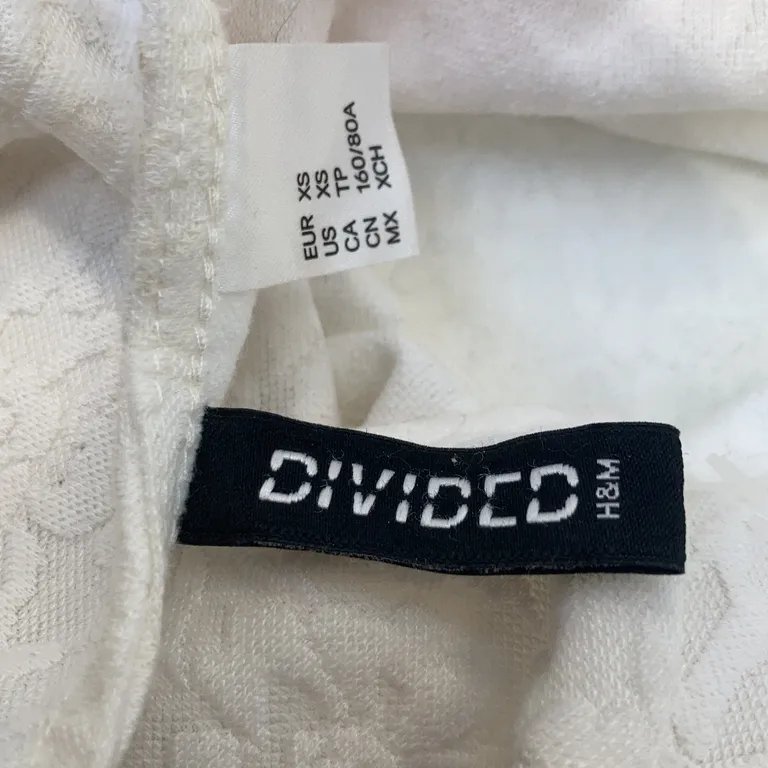 EUR XS
US XS
CA TP
CN 160/80A
MX XCH
DIVIDED H&M